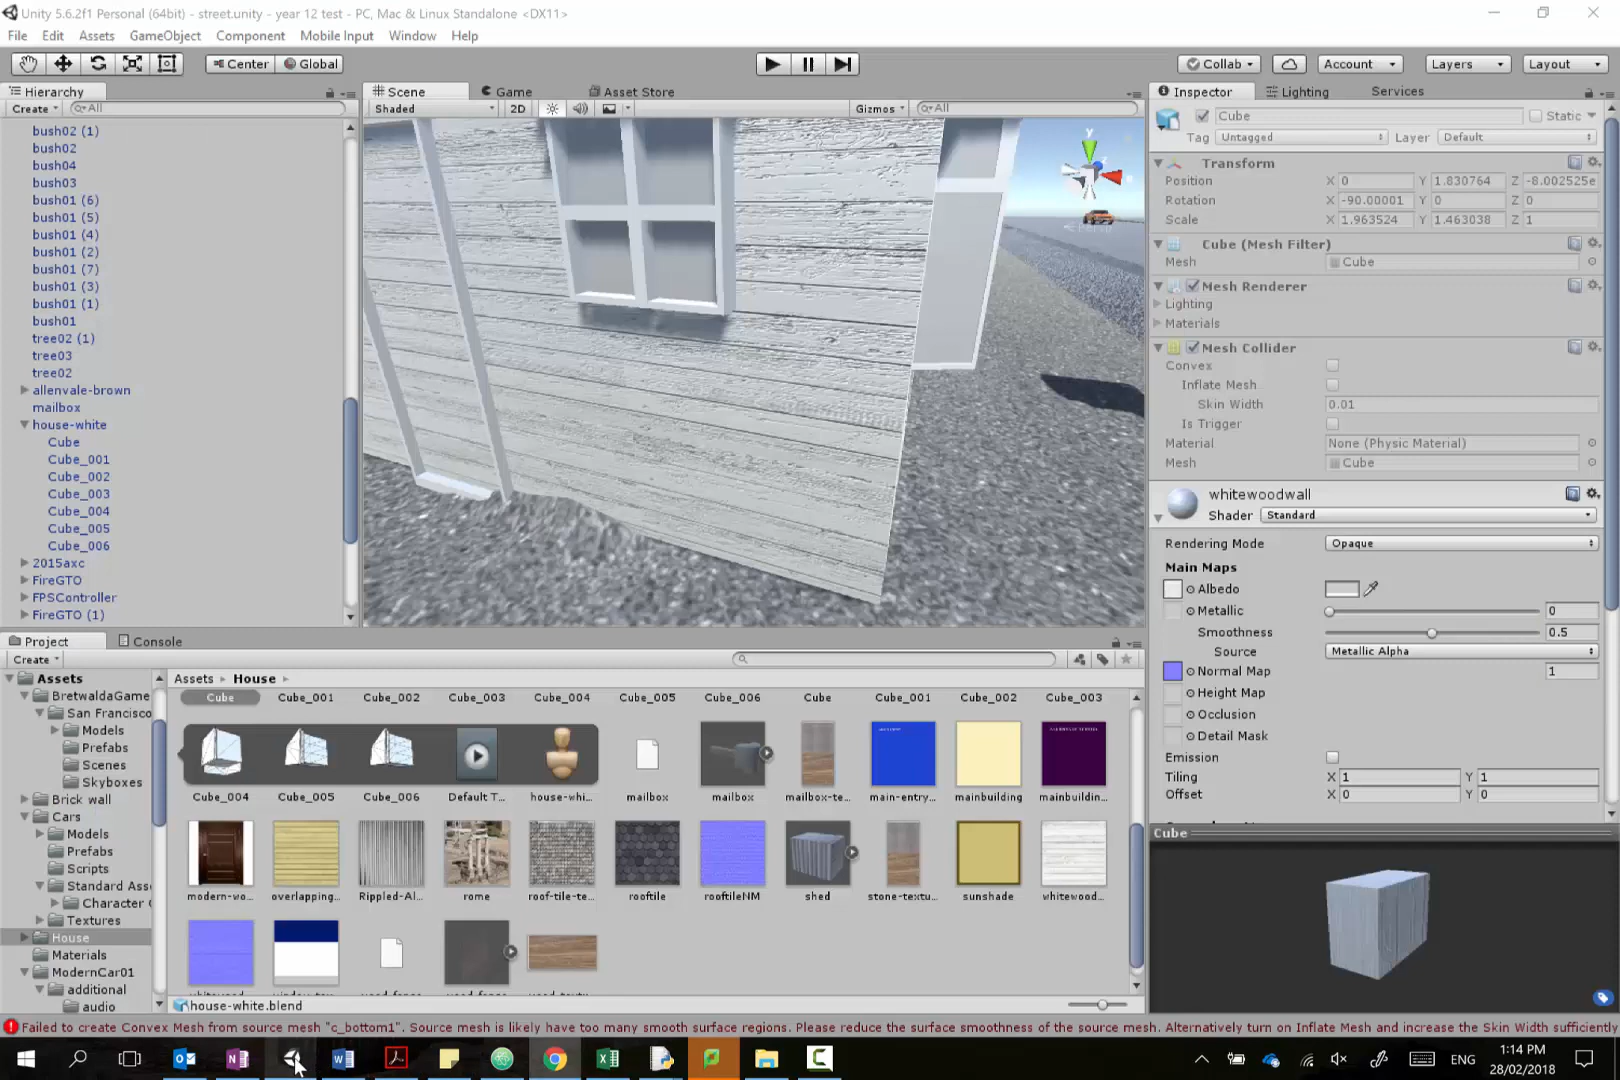 Unity 5.6.2f1 Personal (64bit) - street.unity - year 12 test - PC, Mac & Linux Standalone <DX11>
File Edit Assets GameObject Component Mobile Input Window Help
Center Global Collab Account Layers Layout
Hierarchy
Create All
bush02 (1)
bush02
bush04
bush03
bush01 (6)
bush01 (5)
bush01 (4)
bush01 (2)
bush01 (7)
bush01 (3)
bush01 (1)
bush01
tree02 (1)
tree03
tree02
allenvale-brown
mailbox
house-white
Cube
Cube_001
Cube_002
Cube_003
Cube_004
Cube_005
Cube_006
2015axc
FireGTO
FPSController
FireGTO (1)
Scene Game Asset Store
Shaded 2D Gizmos All
y
Inspector Lighting Services
Cube Static
Tag Untagged Layer Default
Transform
Position X 0 Y 1.830764 Z -8.002525e
Rotation X -90.00001 Y 0 Z 0
Scale X 1.963524 Y 1.463038 Z 1
Cube (Mesh Filter)
Mesh Cube
Mesh Renderer
Lighting
Materials
Mesh Collider
Convex
Inflate Mesh
Skin Width 0.01
Is Trigger
Material None (Physic Material)
Mesh Cube
whitewoodwall
Shader Standard
Rendering Mode Opaque
Main Maps
Albedo
Metallic 0
Smoothness 0.5
Source Metallic Alpha
Normal Map 1
Height Map
Occlusion
Detail Mask
Emission
Tiling X 1 Y 1
Offset X 0 Y 0
Cube
Project Console
Create
Assets
BretwaldaGame
San Francisco
Models
Prefabs
Scenes
Skyboxes
Brick wall
Cars
Models
Prefabs
Scripts
Standard Ass
Character C
Textures
House
Materials
ModernCar01
additional
audio
Assets House
Cube Cube_001 Cube_002 Cube_003 Cube_004 Cube_005 Cube_006 Cube Cube_001 Cube_002 Cube_003
Cube_004 Cube_005 Cube_006 Default T... house-whi... mailbox mailbox mailbox-te... main-entry... mainbuilding mainbuildin...
modern-wo... overlapping... Rippled-Al... rome roof-tile-te... rooftile rooftileNM shed stone-textu... sunshade whitewood...
house-white.blend
Failed to create Convex Mesh from source mesh "c_bottom1". Source mesh is likely have too many smooth surface regions. Please reduce the surface smoothness of the source mesh. Alternatively turn on Inflate Mesh and increase the Skin Width sufficiently
ENG
1:14 PM
28/02/2018